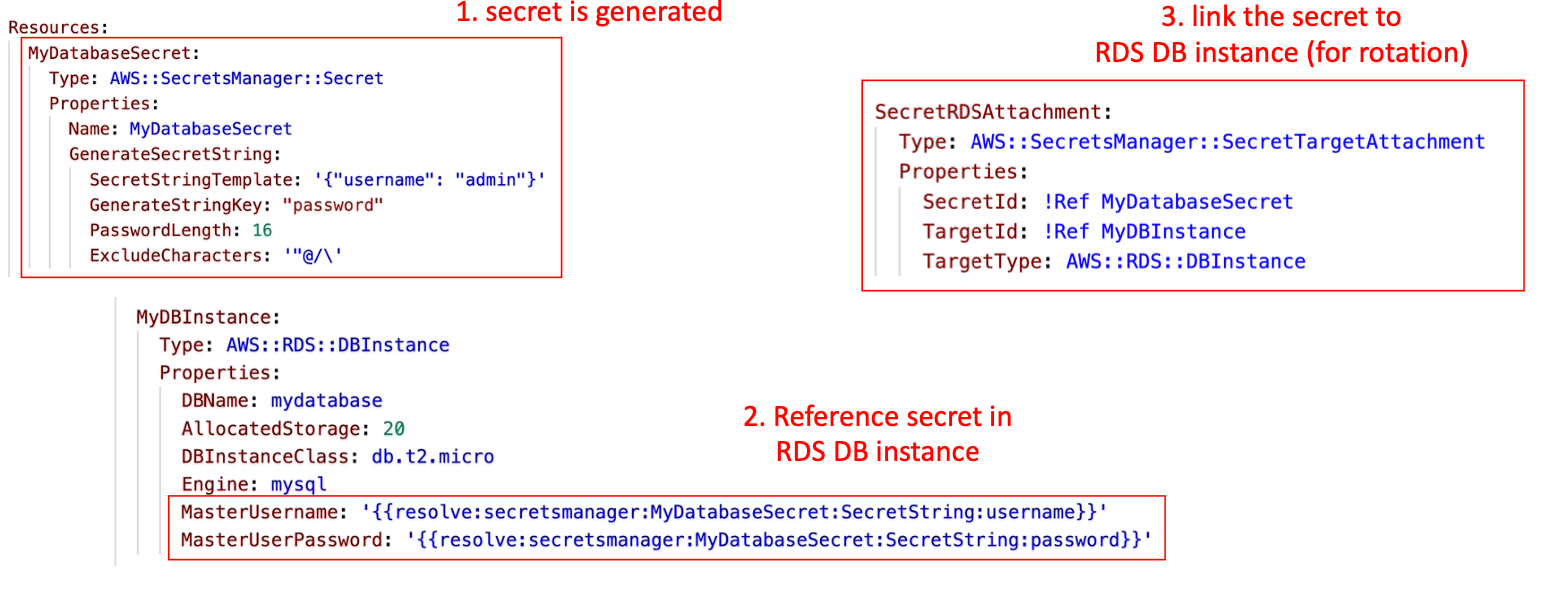 1. secret is generated
Resources:
MyDatabaseSecret:
Type: AWS::SecretsManager::Secret
Properties:
Name: MyDatabaseSecret
GenerateSecretString:
SecretStringTemplate: '{"username": "admin"}'
GenerateStringKey: "password"
PasswordLength: 16
ExcludeCharacters: '"@/\'
MyDBInstance:
Type: AWS::RDS::DBInstance
Properties:
DBName: mydatabase
AllocatedStorage: 20
DBInstanceClass: db.t2.micro
Engine: mysql
MasterUsername: '{{resolve:secretsmanager:MyDatabaseSecret:SecretString:username}}'
MasterUserPassword: '{{resolve:secretsmanager:MyDatabaseSecret:SecretString:password}}'
2. Reference secret in
RDS DB instance
3. link the secret to
RDS DB instance (for rotation)
SecretRDSAttachment:
Type: AWS::SecretsManager::SecretTargetAttachment
Properties:
SecretId: !Ref MyDatabaseSecret
TargetId: !Ref MyDBInstance
TargetType: AWS::RDS::DBInstance